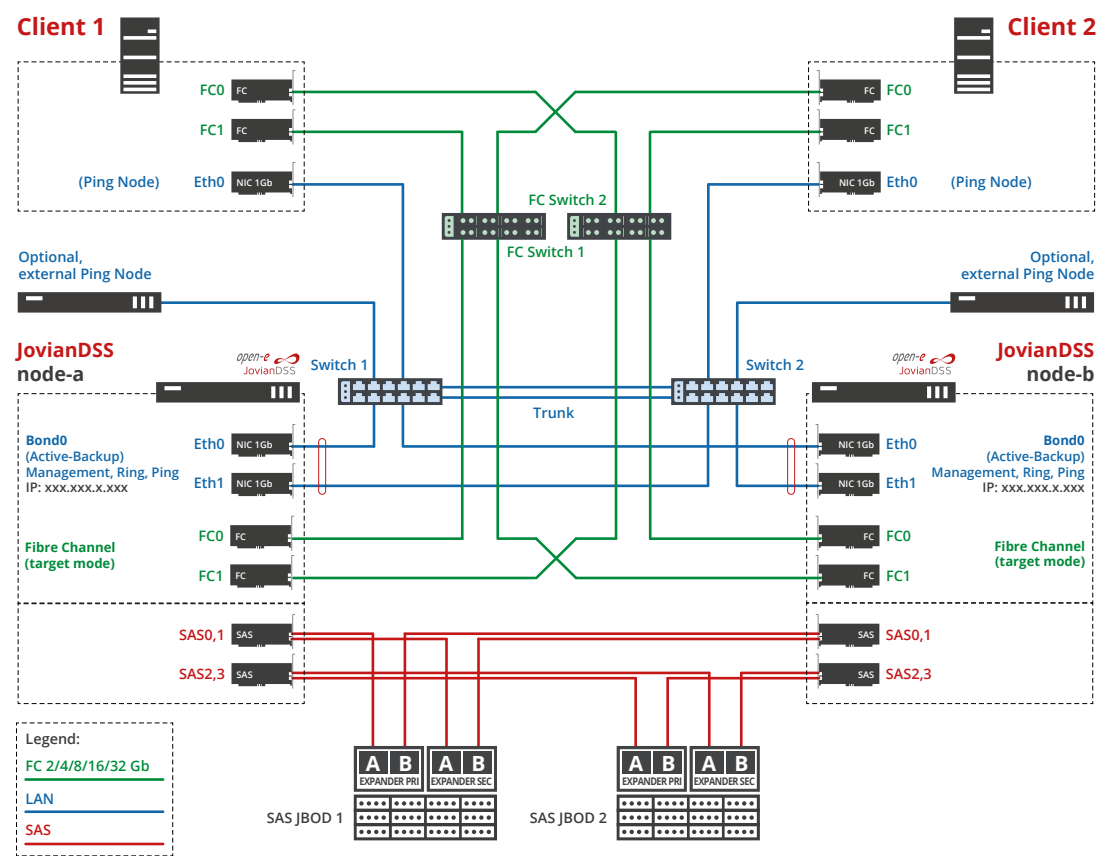 Client 1
Client 2
FC0
FC
FC
FC0
FC1
FC
FC
FC1
(Ping Node)
Eth0
NIC 1Gb
NIC 1Gb
Eth0
(Ping Node)
FC Switch 2
FC Switch 1
Optional,
external Ping Node
Optional,
external Ping Node
JovianDSS
node-a
open-e
JovianDSS
Switch 1
Switch 2
open-e
JovianDSS
JovianDSS
node-b
Trunk
Bond0
(Active-Backup)
Management, Ring, Ping
IP: xxx.xxx.x.xxx
Eth0
NIC 1Gb
Eth1
NIC 1Gb
NIC 1Gb
Eth0
NIC 1Gb
Eth1
Bond0
(Active-Backup)
Management, Ring, Ping
IP: xxx.xxx.x.xxx
Fibre Channel
(target mode)
FC0
FC
FC1
FC
FC
FC0
FC
FC1
Fibre Channel
(target mode)
SAS0,1
SAS
SAS
SAS0,1
SAS2,3
SAS
SAS
SAS2,3
Legend:
FC 2/4/8/16/32 Gb
LAN
SAS
A B
EXPANDER PRI
A B
EXPANDER SEC
SAS JBOD 1
A B
EXPANDER PRI
A B
EXPANDER SEC
SAS JBOD 2